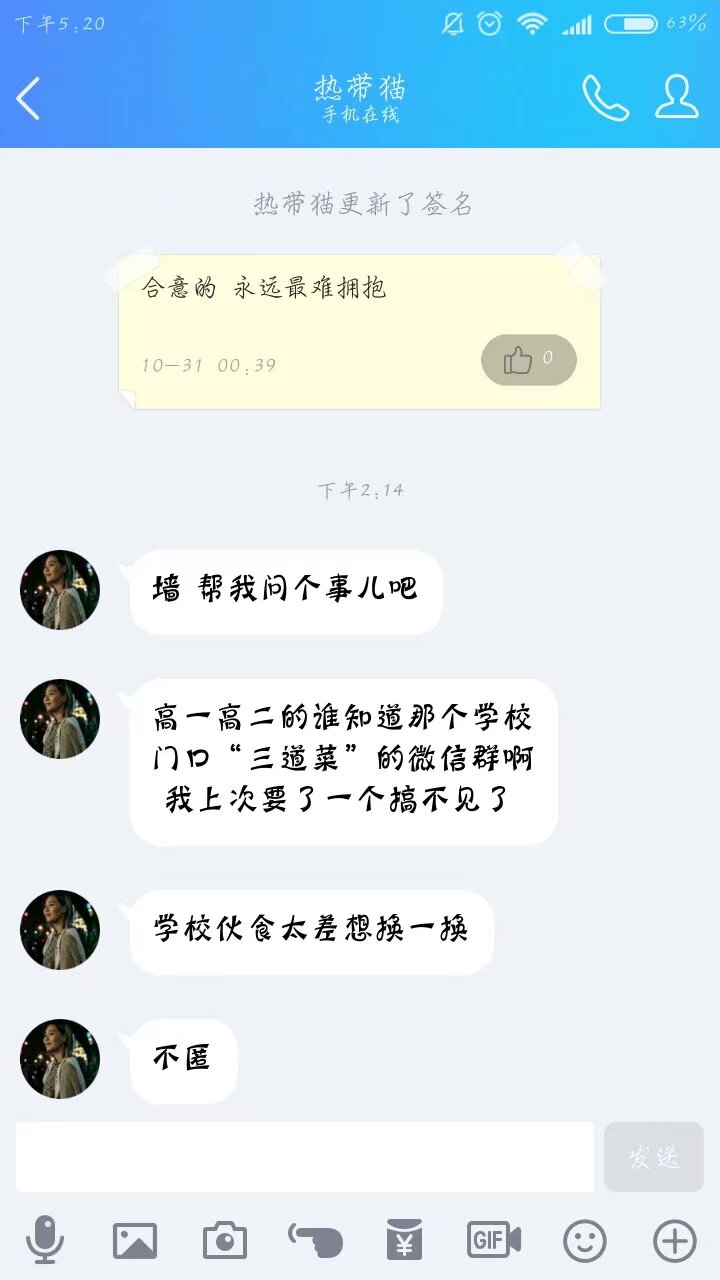 下午5:20
63%
热带猫
手机在线
热带猫更新了签名
合意的 永远最难拥抱
10-31 00:39
0
下午2:14
墙 帮我问个事儿吧
高一高二的谁知道那个学校
门口“三道菜”的微信群啊
我上次要了一个搞不见了
学校伙食太差想换一换
不匿
发送
GIF